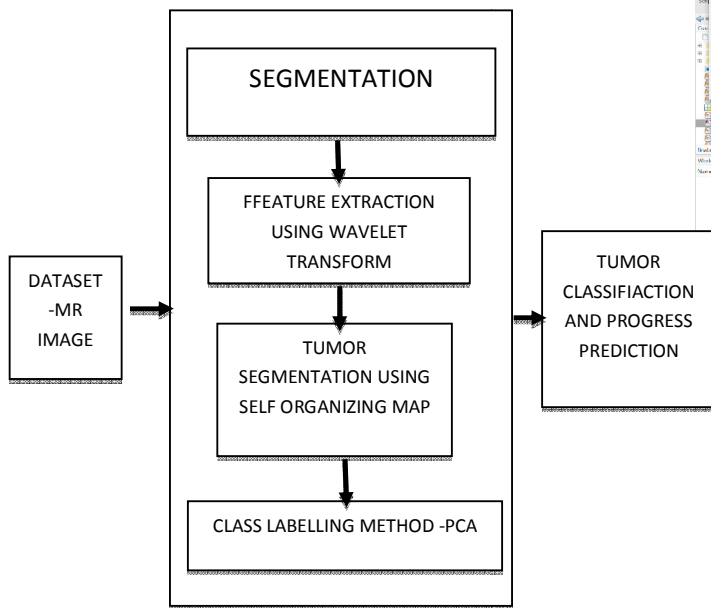 SEGMENTATION
FFEATURE EXTRACTION
USING WAVELET
TRANSFORM
DATASET
-MR
IMAGE
TUMOR
SEGMENTATION USING
SELF ORGANIZING MAP
CLASS LABELLING METHOD -PCA
TUMOR
CLASSIFIACTION
AND PROGRESS
PREDICTION